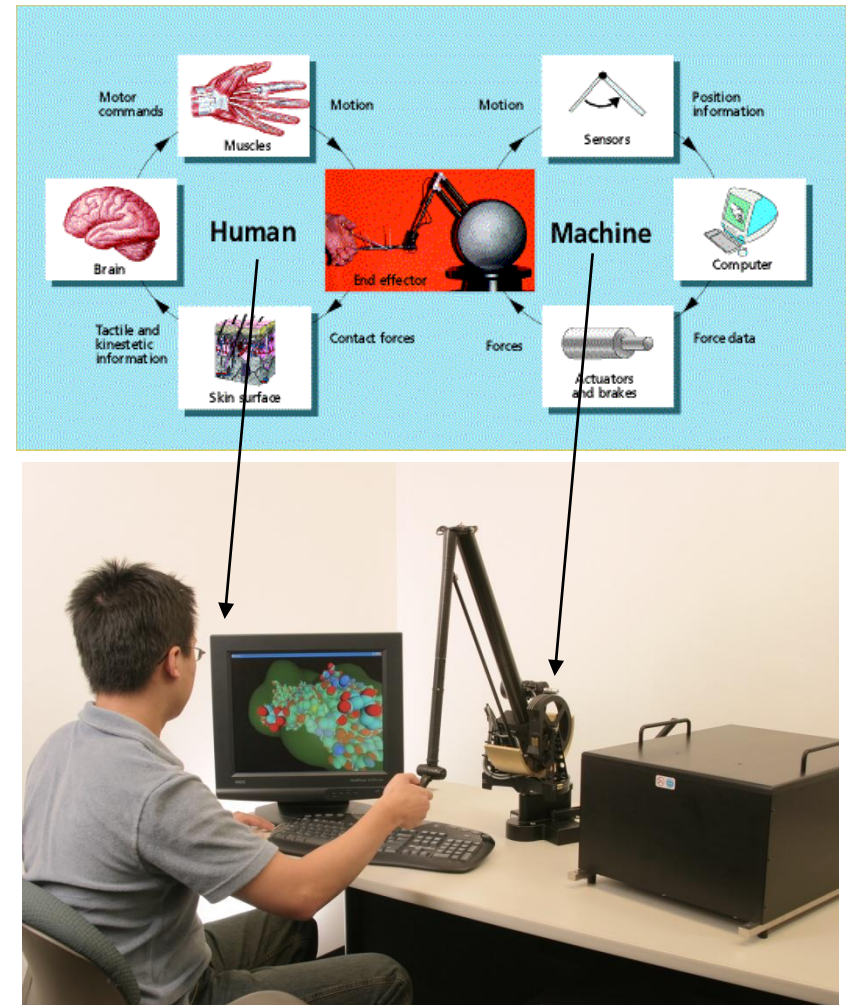 Motor
commands
Motion
Motion
Position
information
Muscles
Sensors
Human
Machine
Brain
End effector
Computer
Tactile and
kinestetic
information
Contact forces
Forces
Force data
Skin surface
Actuators
and brakes